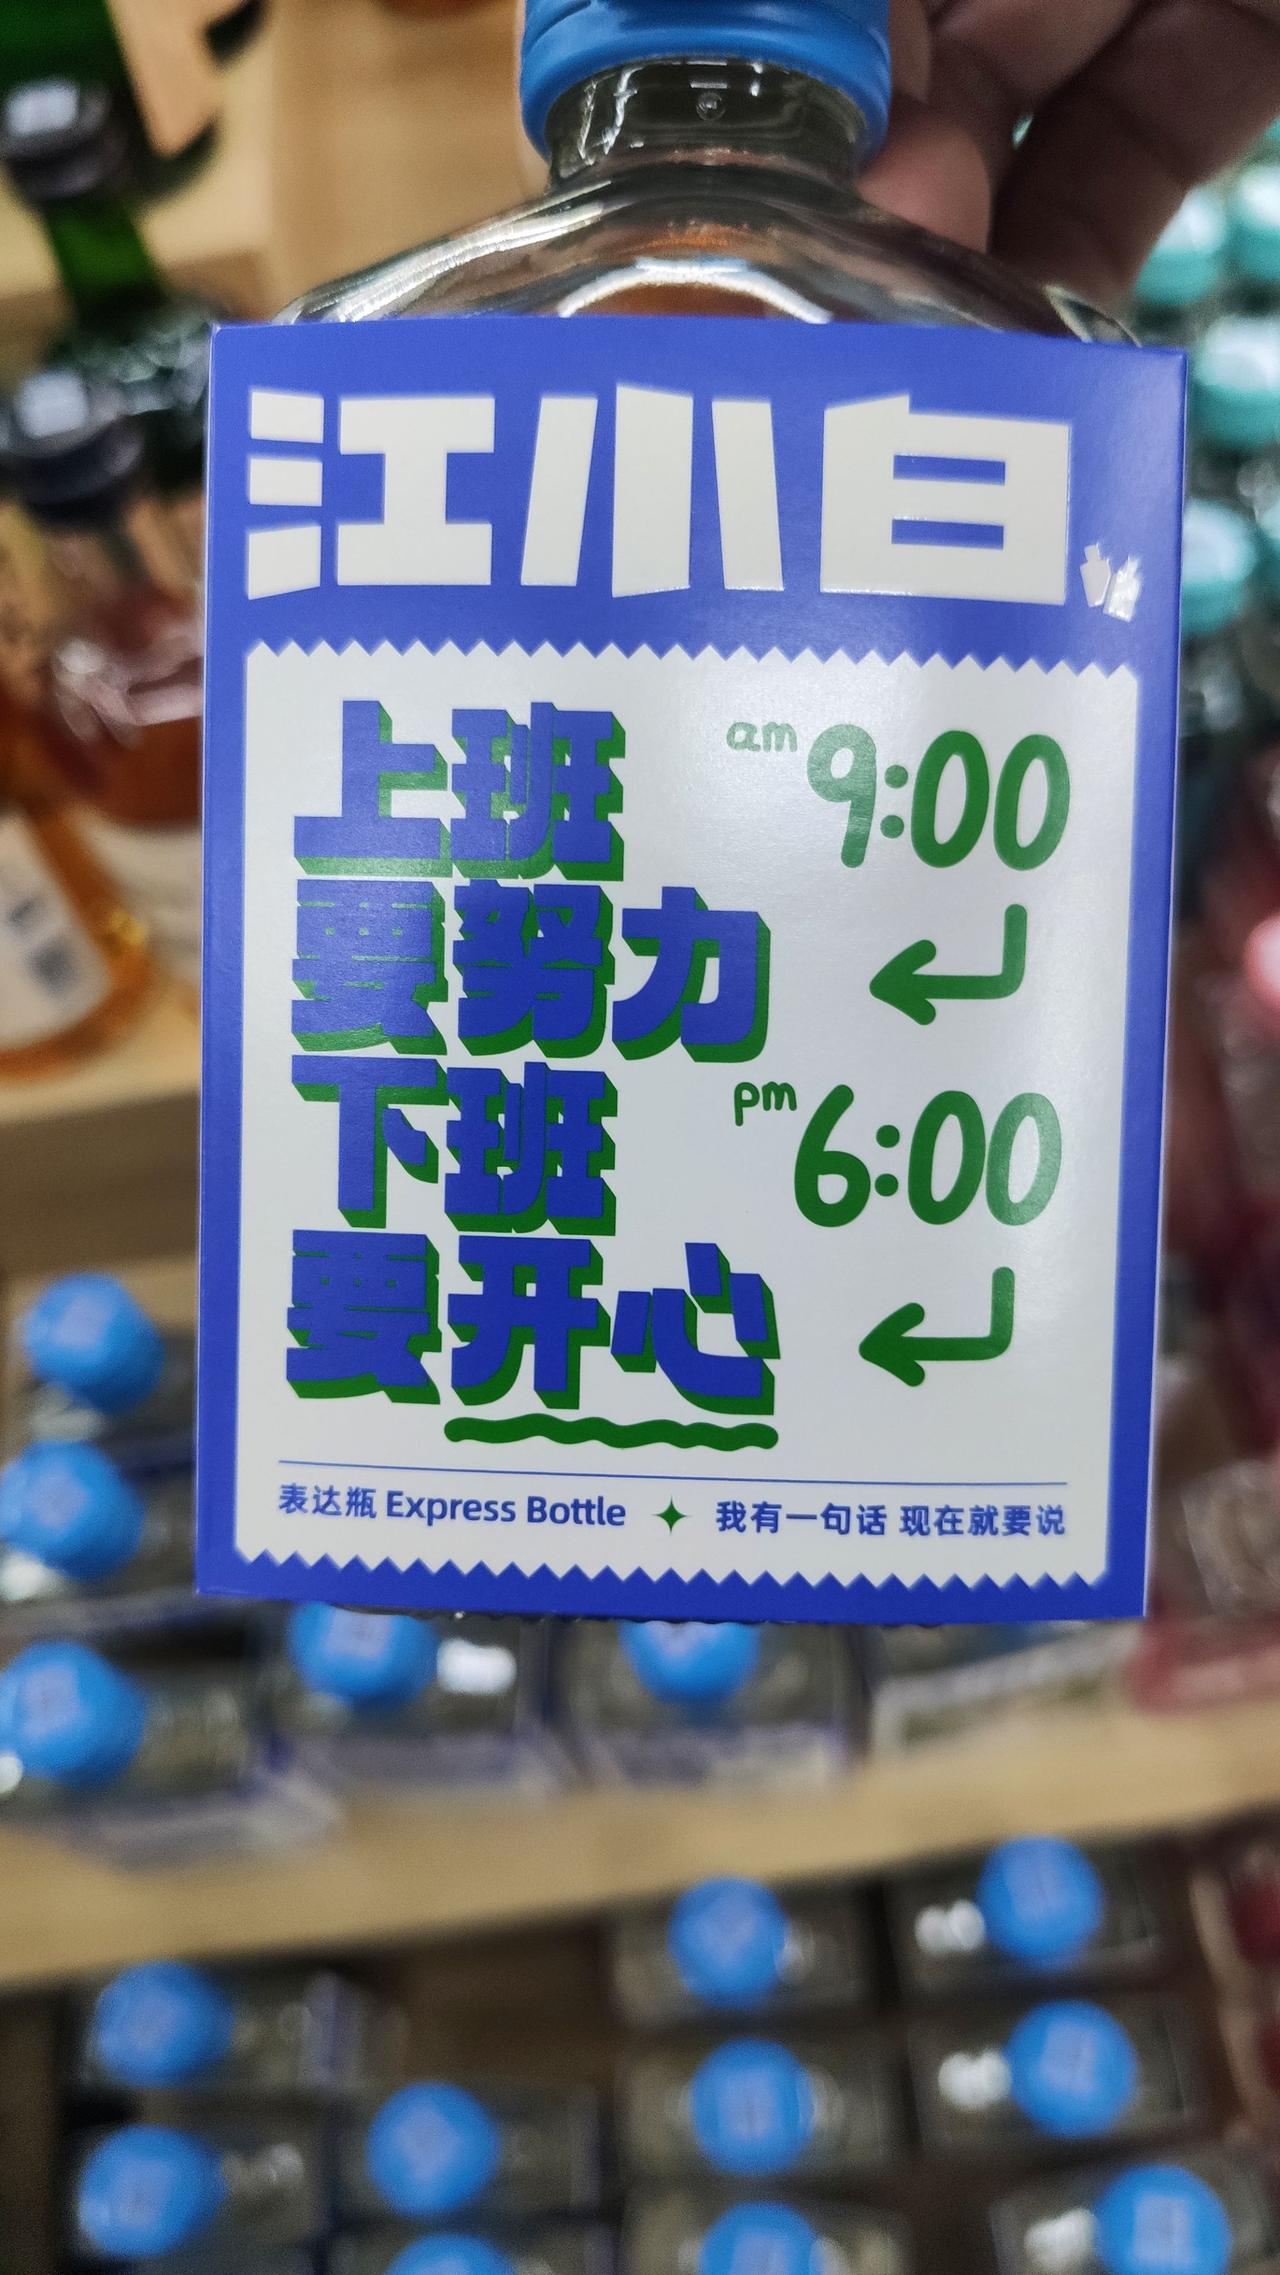 江小白
上班 am 9:00
要努力
下班 pm 6:00
要开心
表达瓶 Express Bottle 我有一句话 现在就要说